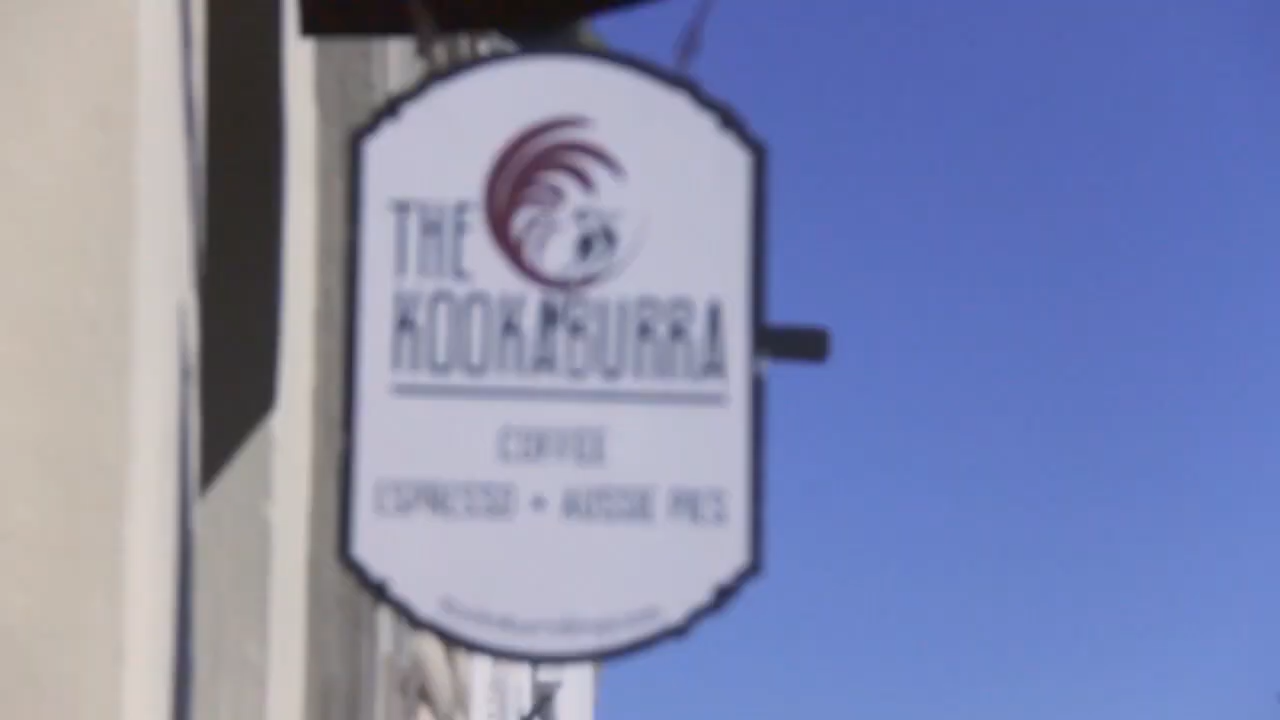 THE
KOOKABURRA
COFFEE
ESPRESSO • AUSSIE PIES